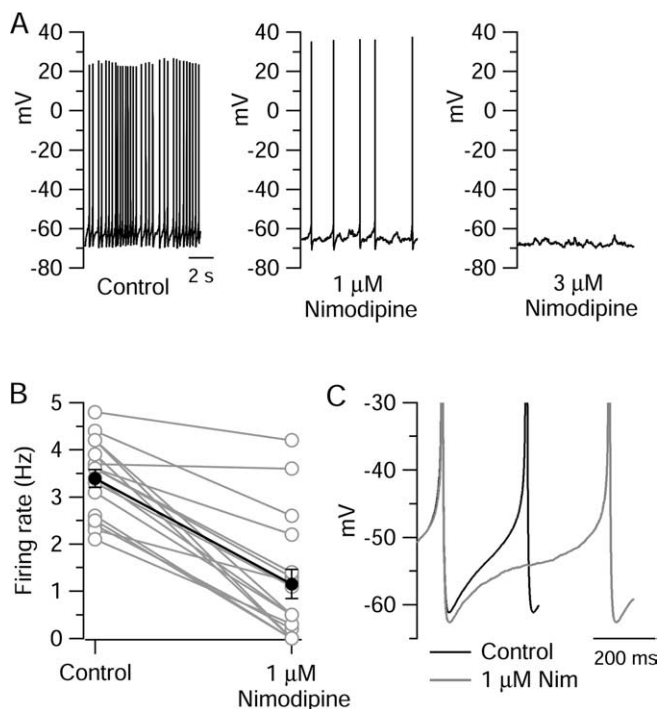 A
mV
40
20
0
-20
-40
-60
-80
2 s
Control
mV
40
20
0
-20
-40
-60
-80
1 μM
Nimodipine
mV
40
20
0
-20
-40
-60
-80
3 μM
Nimodipine
B
Firing rate (Hz)
5
4
3
2
1
0
Control
1 μM
Nimodipine
C
mV
-30
-40
-50
-60
Control
1 μM Nim
200 ms